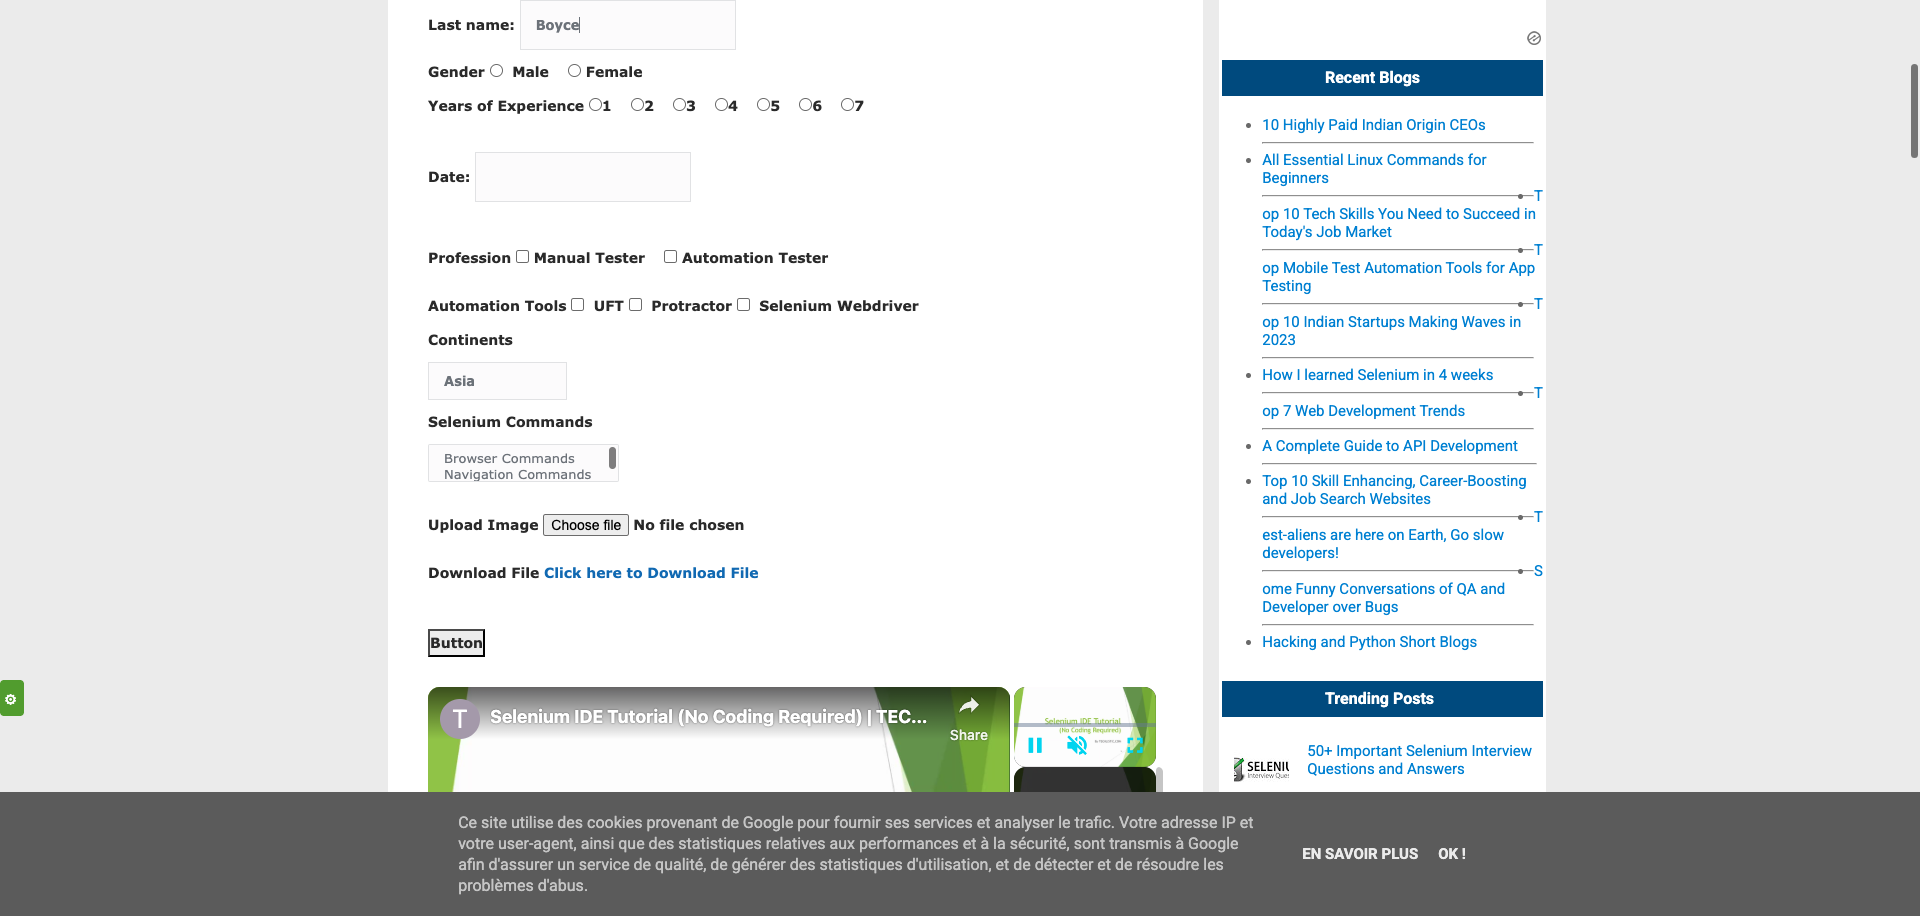 Last name: Boyce
Gender Male Female
Years of Experience 1 2 3 4 5 6 7
Date:
Profession Manual Tester Automation Tester
Automation Tools UFT Protractor Selenium Webdriver
Continents
Asia
Selenium Commands
Browser Commands
Navigation Commands
Upload Image Choose file No file chosen
Download File Click here to Download File
Button
T
Selenium IDE Tutorial (No Coding Required) | TEC...
Share
Selenium IDE Tutorial
(No Coding Required)
Recent Blogs
10 Highly Paid Indian Origin CEOs
All Essential Linux Commands for
Beginners
T
op 10 Tech Skills You Need to Succeed in
Today's Job Market
T
op Mobile Test Automation Tools for App
Testing
T
op 10 Indian Startups Making Waves in
2023
How I learned Selenium in 4 weeks
T
op 7 Web Development Trends
A Complete Guide to API Development
Top 10 Skill Enhancing, Career-Boosting
and Job Search Websites
T
est-aliens are here on Earth, Go slow
developers!
S
ome Funny Conversations of QA and
Developer over Bugs
Hacking and Python Short Blogs
Trending Posts
SELENIU
Interview Ques
50+ Important Selenium Interview
Questions and Answers
Ce site utilise des cookies provenant de Google pour fournir ses services et analyser le trafic. Votre adresse IP et
votre user-agent, ainsi que des statistiques relatives aux performances et à la sécurité, sont transmis à Google
afin d'assurer un service de qualité, de générer des statistiques d'utilisation, et de détecter et de résoudre les
problèmes d'abus.
EN SAVOIR PLUS OK !